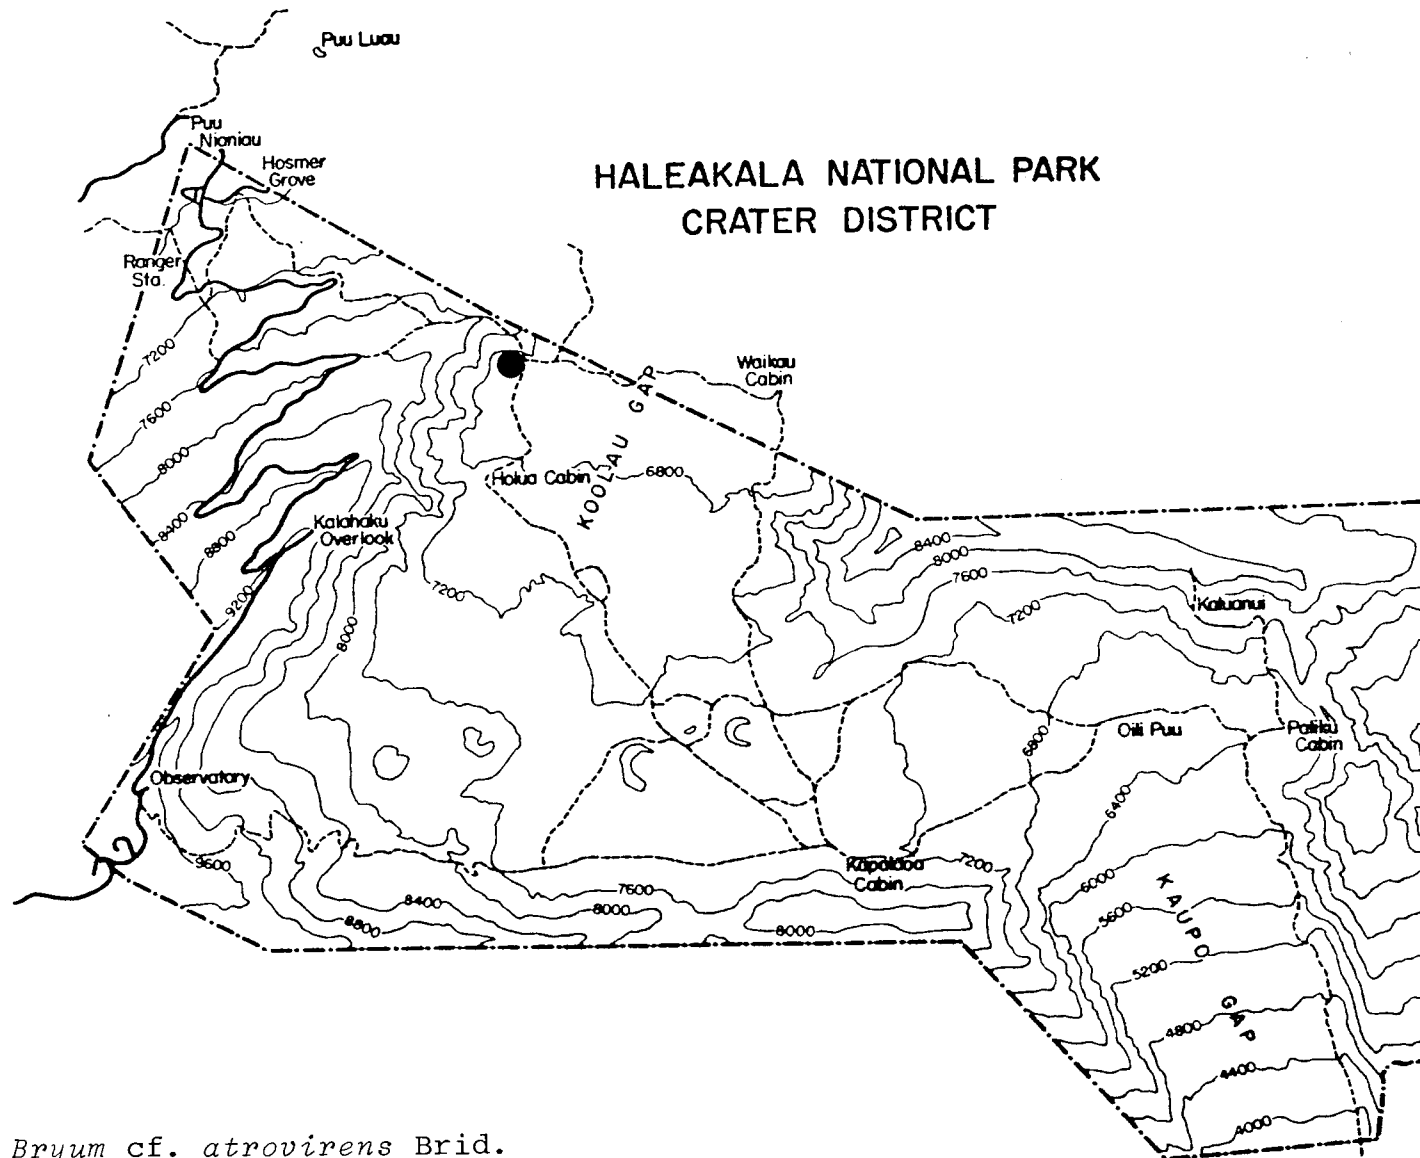 Puu Luau
Puu
Nianiau
Hosmer
Grove
HALEAKALA NATIONAL PARK
CRATER DISTRICT
Ranger
Sta.
7200
Waikau
Cabin
KOOLAU GAP
7600
8000
Holua Cabin
6800
8400
Kalahaku
Overlook
8800
8400
8000
7600
7200
9200
7200
Kaluanui
8000
6800
Oili Puu
Paliku
Cabin
Observatory
6400
9600
Kapalaoa
Cabin
7200
7600
6000
KAUPO GAP
8400
8000
5600
8800
8000
5200
4800
4400
4000
Bryum cf. atrovirens Brid.